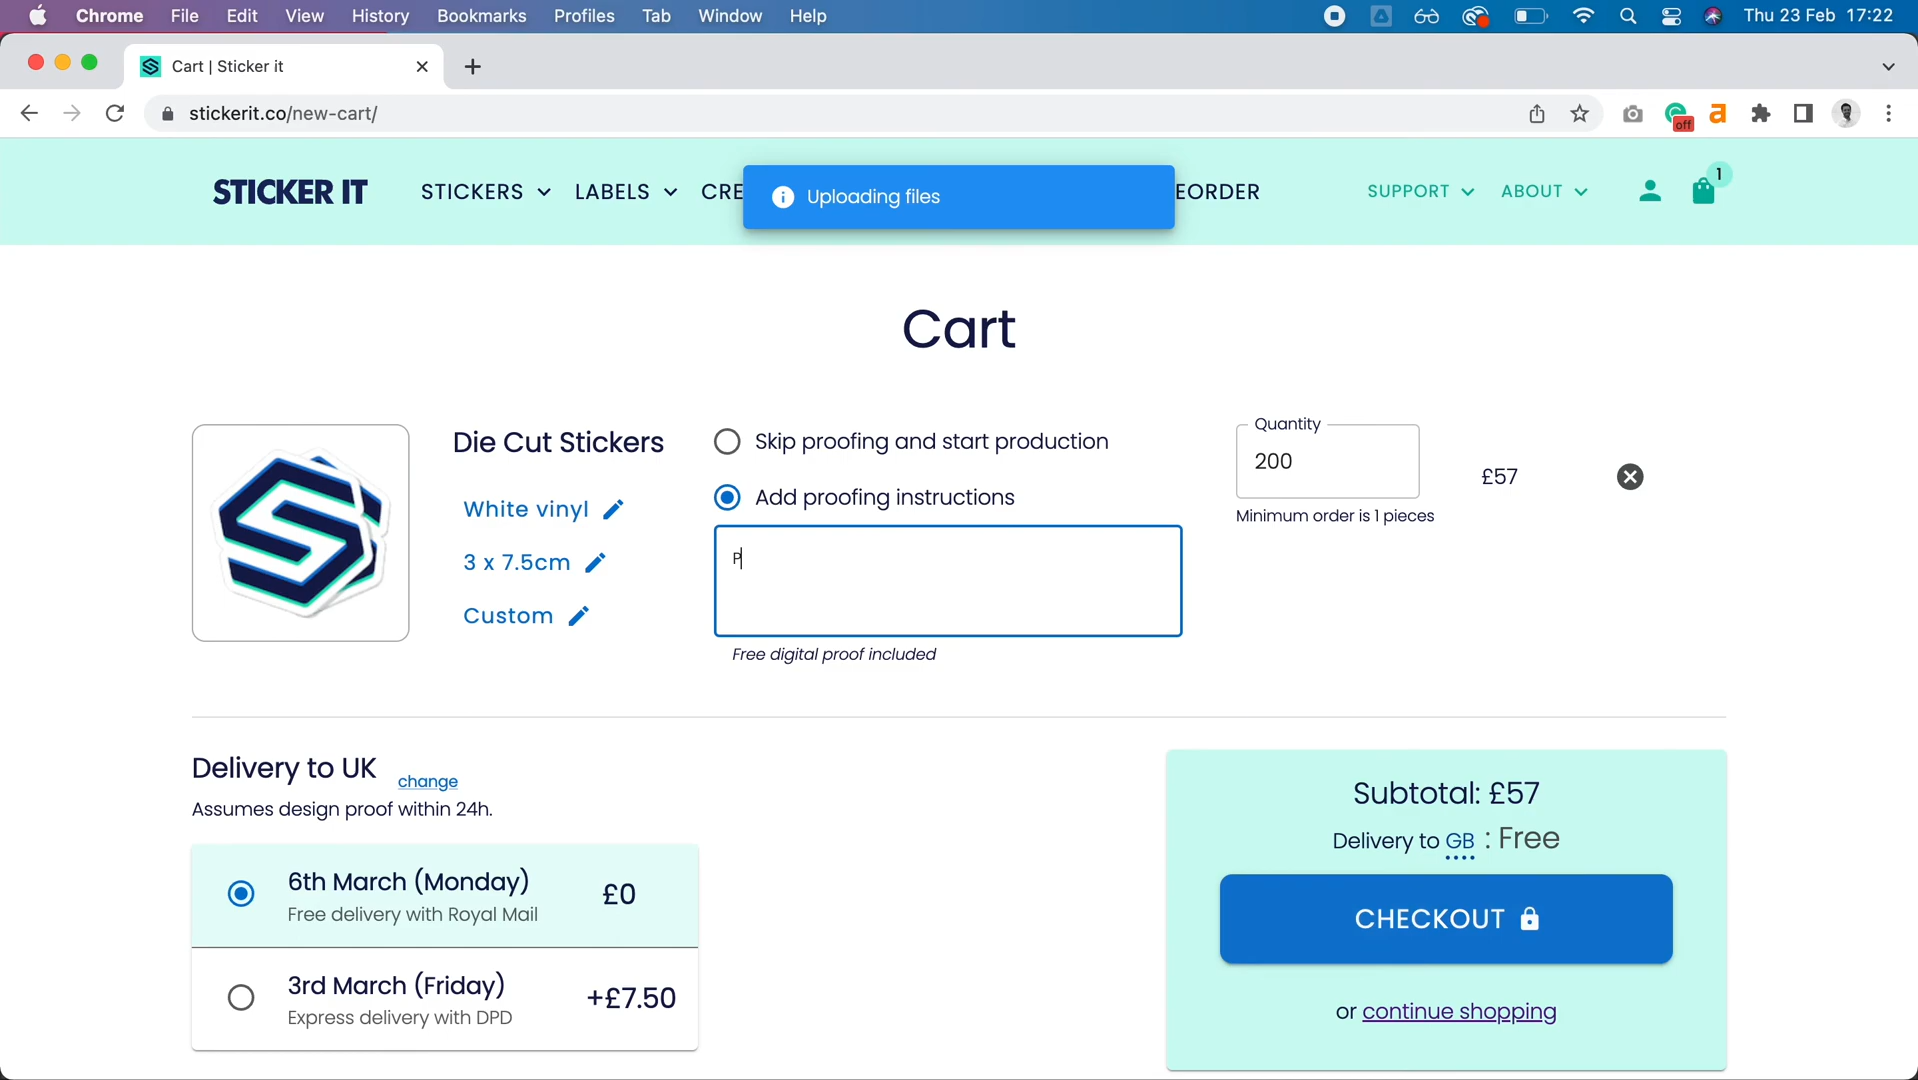 Chrome File Edit View History Bookmarks Profiles Tab Window Help Thu 23 Feb 17:22
Cart | Sticker it
stickerit.co/new-cart/
off
STICKER IT STICKERS LABELS CRE EORDER SUPPORT ABOUT 1
Uploading files
Cart
Die Cut Stickers
White vinyl
3 x 7.5cm
Custom
Skip proofing and start production
Add proofing instructions
P
Free digital proof included
Quantity
200
Minimum order is 1 pieces
£57
Delivery to UK change
Assumes design proof within 24h.
6th March (Monday) £0
Free delivery with Royal Mail
3rd March (Friday) +£7.50
Express delivery with DPD
Subtotal: £57
Delivery to GB : Free
CHECKOUT
or continue shopping